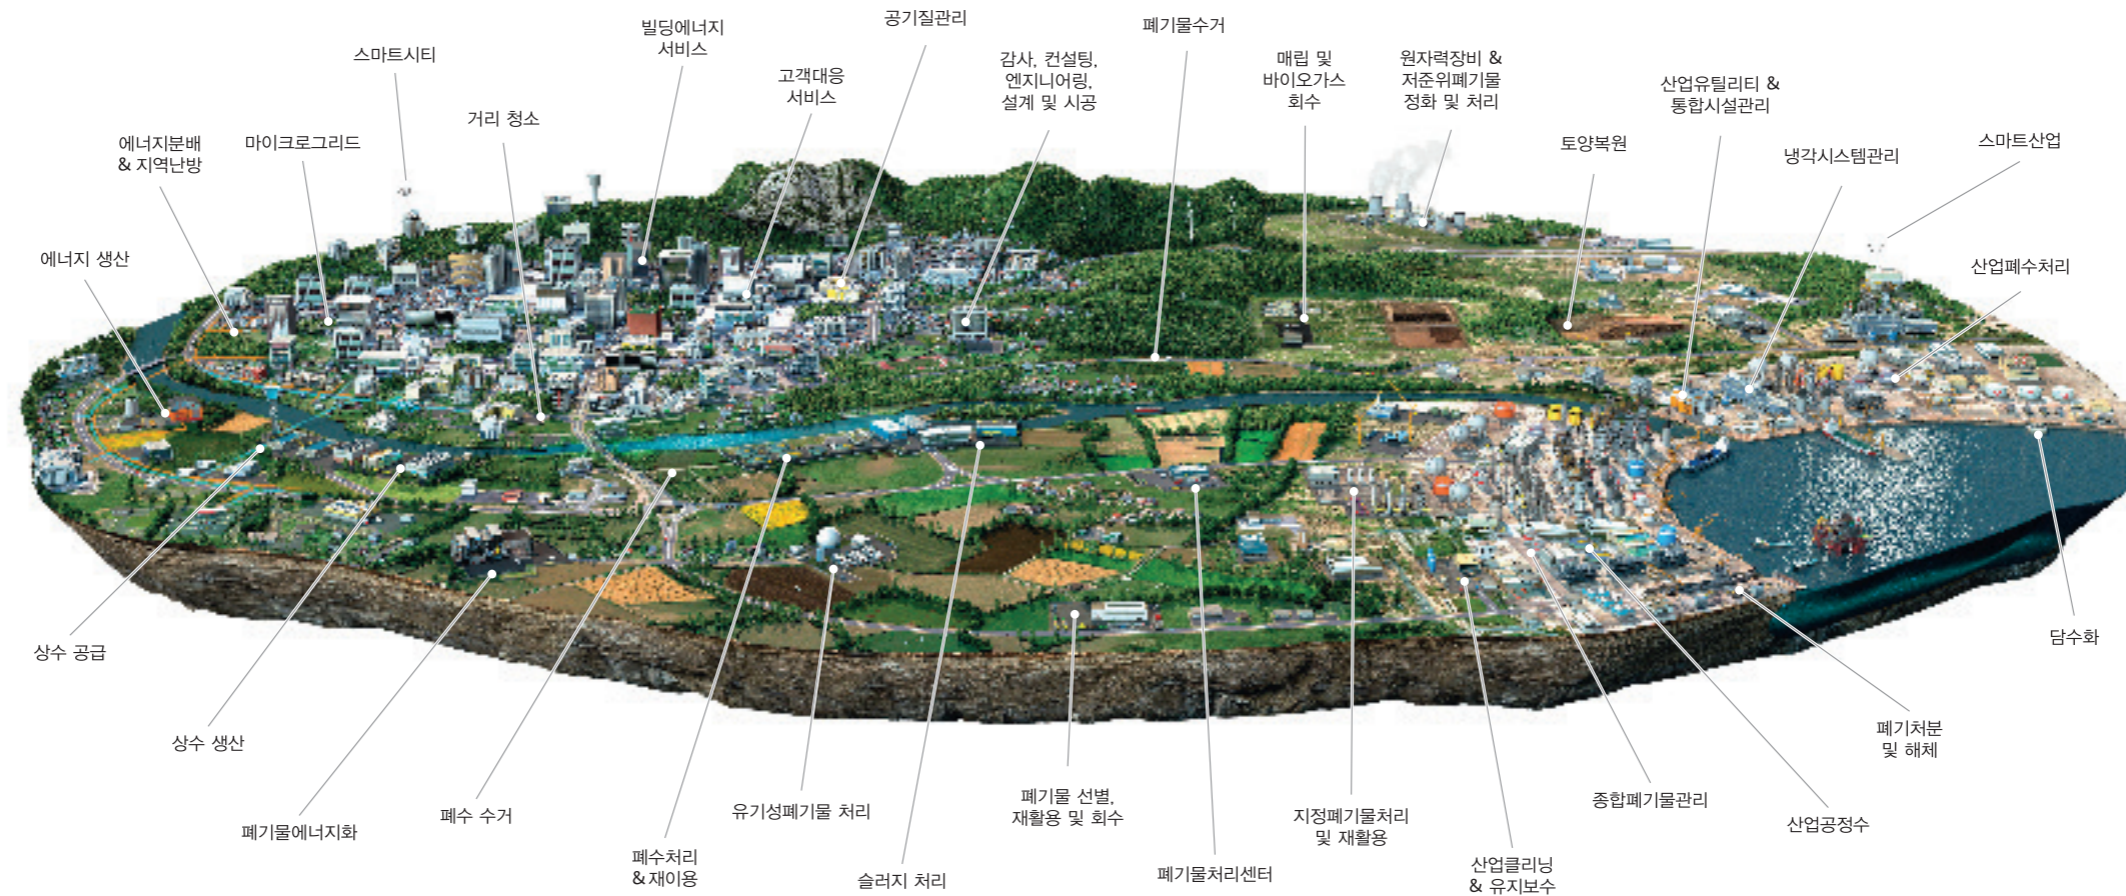 빌딩에너지
서비스
공기질관리
폐기물수거
스마트시티
감사, 컨설팅,
엔지니어링,
설계 및 시공
매립 및
바이오가스
회수
원자력장비 &
저준위폐기물
정화 및 처리
고객대응
서비스
산업유틸리티 &
통합시설관리
거리 청소
에너지분배
& 지역난방
마이크로그리드
토양복원
냉각시스템관리
스마트산업
에너지 생산
산업폐수처리
상수 공급
담수화
상수 생산
폐기처분
및 해체
폐기물에너지화
폐수 수거
유기성폐기물 처리
폐기물 선별,
재활용 및 회수
지정폐기물처리
및 재활용
종합폐기물관리
산업공정수
폐수처리
& 재이용
슬러지 처리
폐기물처리센터
산업클리닝
& 유지보수